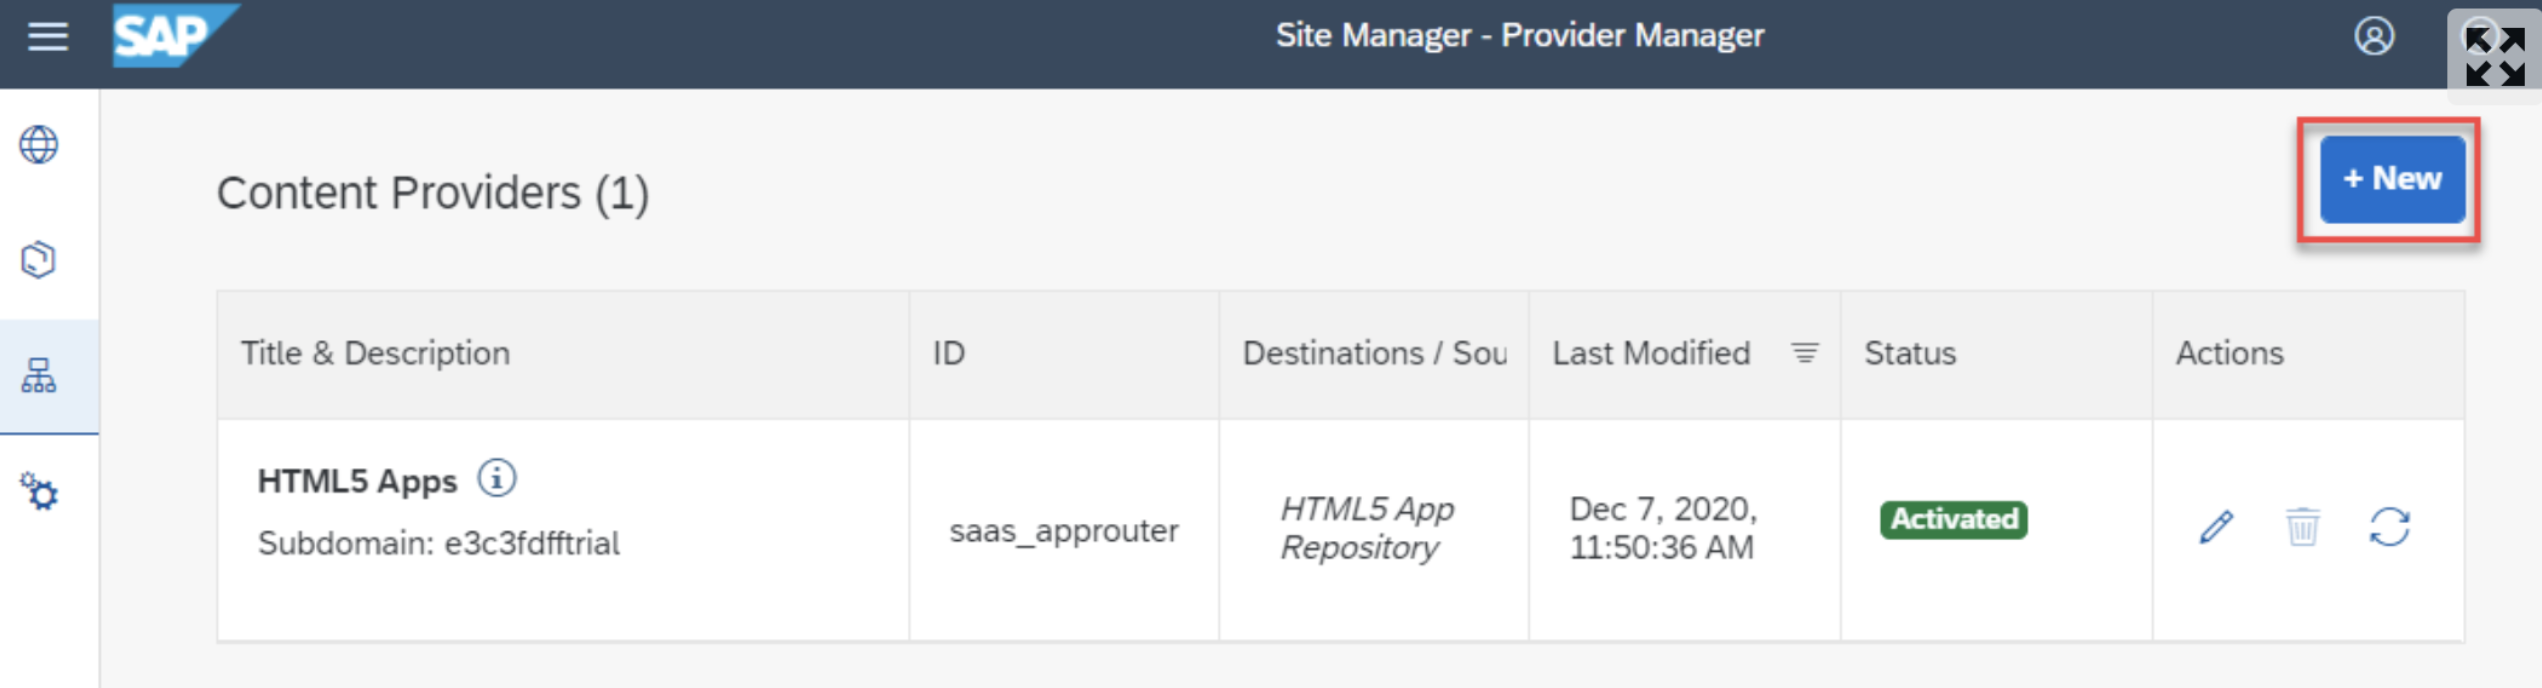 SAP
Site Manager - Provider Manager
Content Providers (1)
+ New
Title & Description
ID
Destinations / Sou
Last Modified
Status
Actions
HTML5 Apps
Subdomain: e3c3fdfftrial
saas_approuter
HTML5 App
Repository
Dec 7, 2020,
11:50:36 AM
Activated